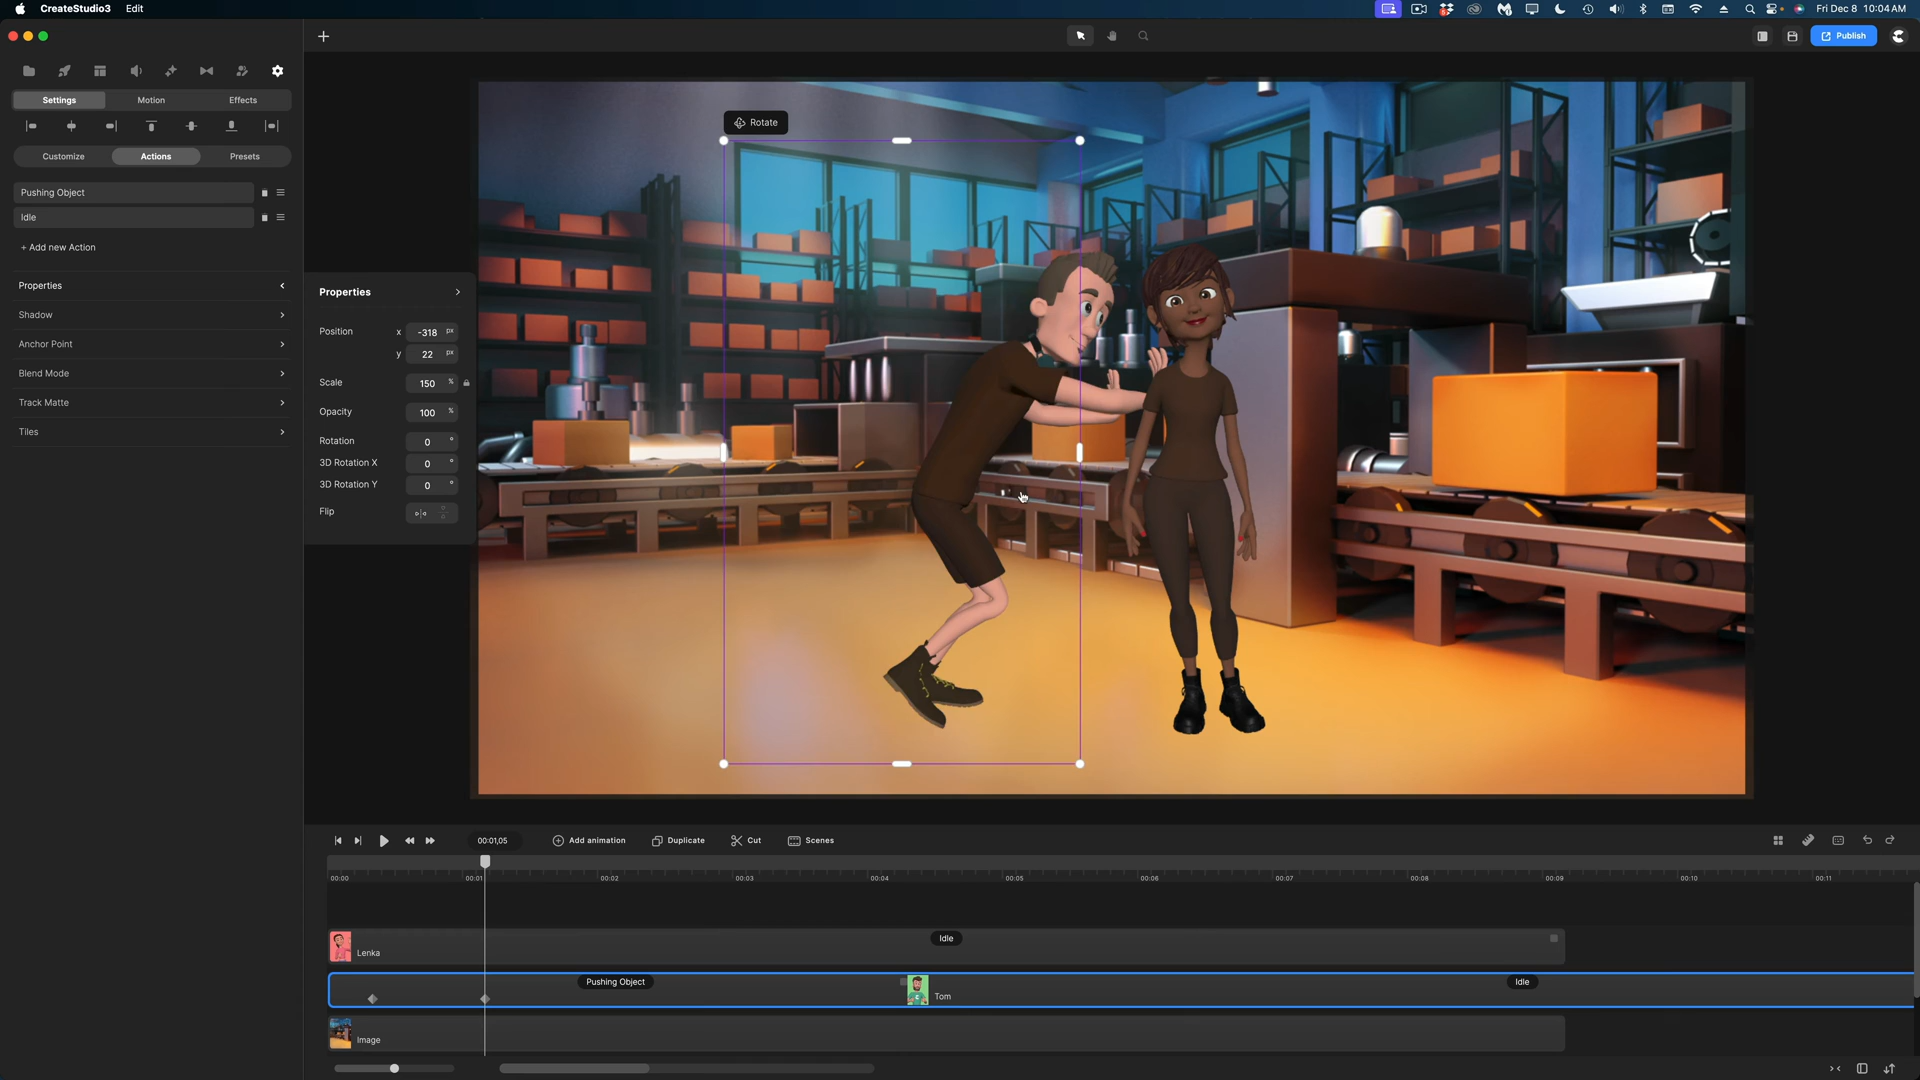 CreateStudio3 Edit
Fri Dec 8 10:04 AM
Publish
Settings Motion Effects
Customize Actions Presets
Pushing Object
Idle
+ Add new Action
Properties
Shadow
Anchor Point
Blend Mode
Track Matte
Tiles
Rotate
Properties
Position x -318 px
y 22 px
Scale 150 %
Opacity 100 %
Rotation 0 °
3D Rotation X 0 °
3D Rotation Y 0 °
Flip
00:01,05 Add animation Duplicate Cut Scenes
00:00 00:01 00:02 00:03 00:04 00:05 00:06 00:07 00:08 00:09 00:10 00:11
Idle
Lenka
Pushing Object Idle
Tom
Image